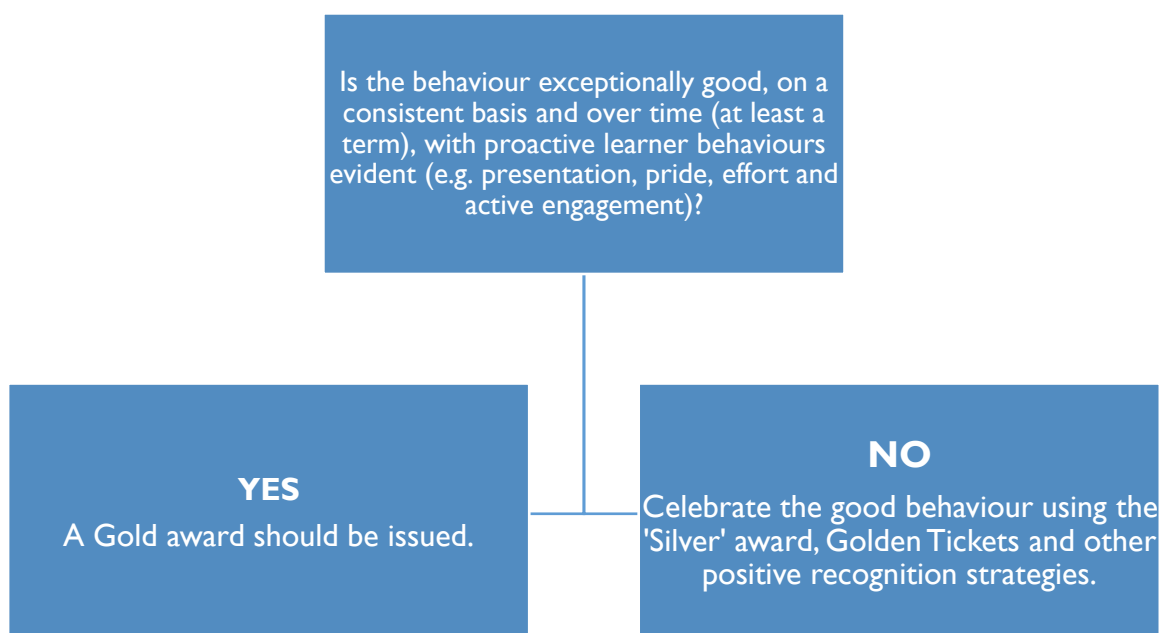 Is the behaviour exceptionally good, on a
consistent basis and over time (at least a
term), with proactive learner behaviours
evident (e.g. presentation, pride, effort and
active engagement)?
YES
A Gold award should be issued.
NO
Celebrate the good behaviour using the
'Silver' award, Golden Tickets and other
positive recognition strategies.